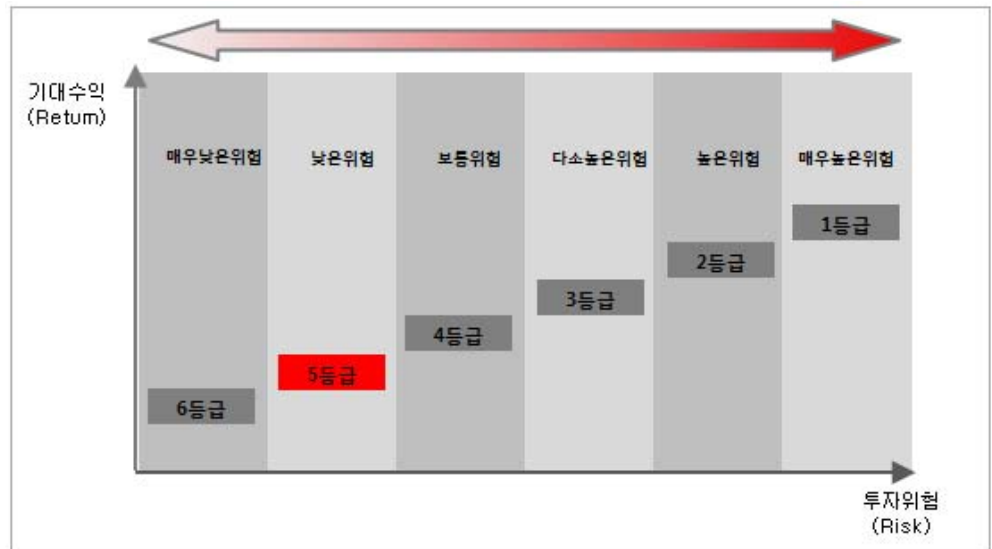 기대수익
(Retum)
매우낮은위험
낮은위험
보통위험
다소높은위험
높은위험
매우높은위험
1등급
2등급
3등급
4등급
5등급
6등급
투자위험
(Risk)